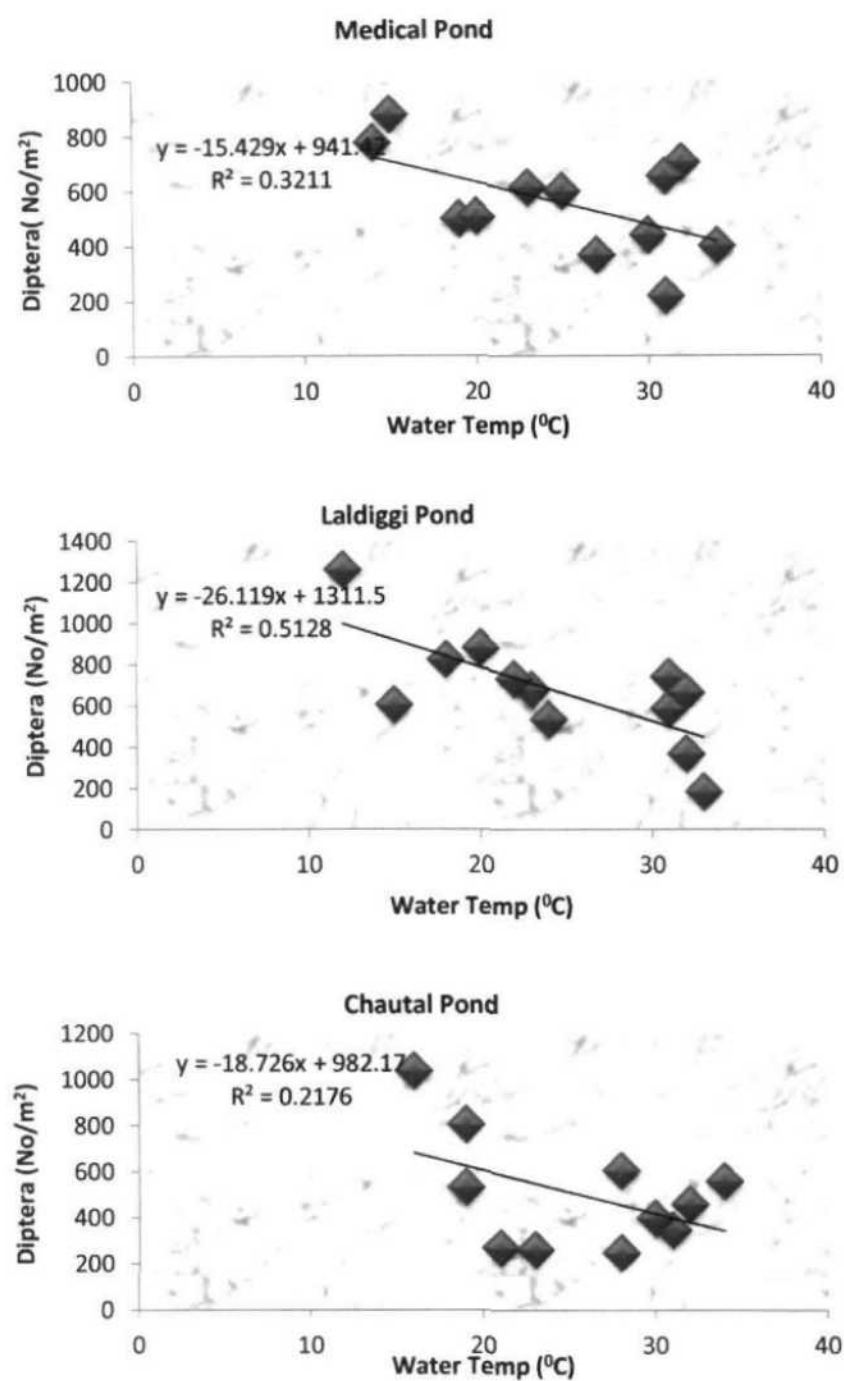 Medical Pond
1000
800
600
400
200
0
y = -15.429x + 941.42
R² = 0.3211
Diptera( No/m²)
0 10 20 30 40
Water Temp (⁰C)
Laldiggi Pond
1400
1200
1000
800
600
400
200
0
y = -26.119x + 1311.5
R² = 0.5128
Diptera (No/m²)
0 10 20 30 40
Water Temp (⁰C)
Chautal Pond
1200
1000
800
600
400
200
0
y = -18.726x + 982.17
R² = 0.2176
Diptera (No/m²)
0 10 20 30 40
Water Temp (⁰C)